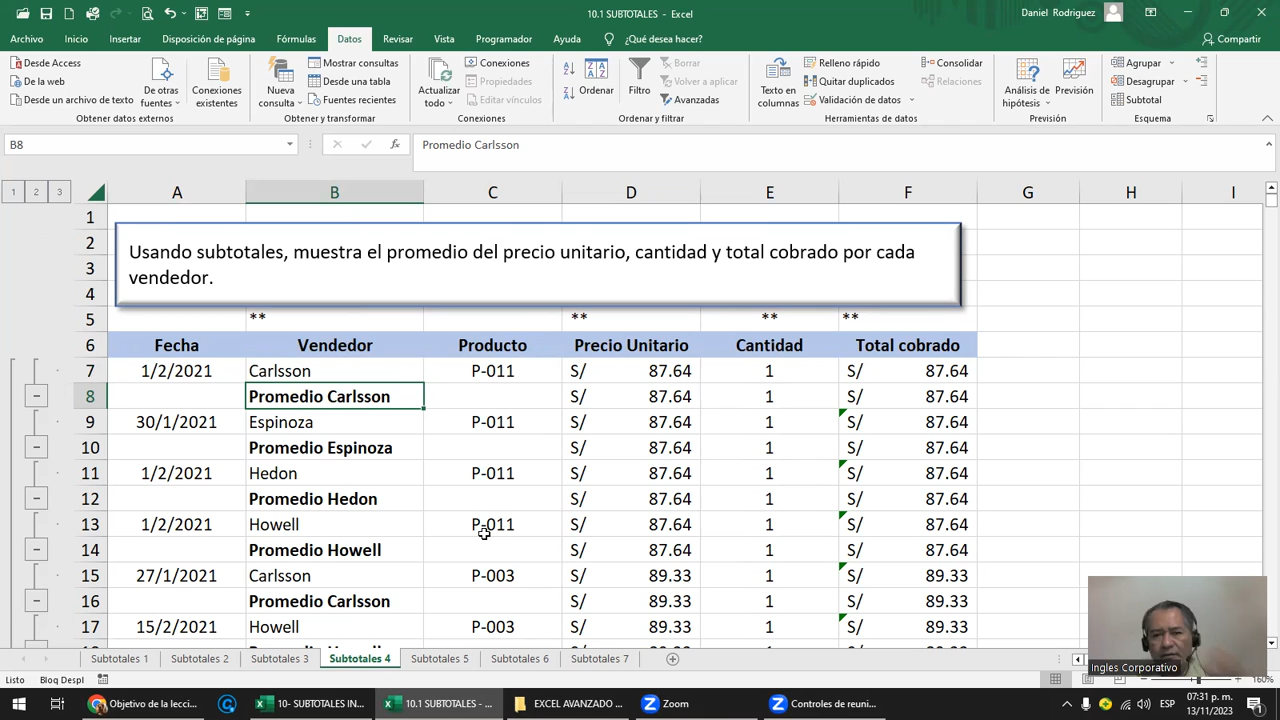 10.1 SUBTOTALES - Excel
Daniel Rodriguez
Archivo Inicio Insertar Disposición de página Fórmulas Datos Revisar Vista Programador Ayuda ¿Qué desea hacer? Compartir
Desde Access
De la web
Desde un archivo de texto
De otras fuentes
Conexiones existentes
Obtener datos externos
Nueva consulta
Mostrar consultas
Desde una tabla
Fuentes recientes
Obtener y transformar
Actualizar todo
Conexiones
Propiedades
Editar vínculos
Conexiones
Ordenar
Filtro
Borrar
Volver a aplicar
Avanzadas
Ordenar y filtrar
Texto en columnas
Relleno rápido
Quitar duplicados
Validación de datos
Consolidar
Relaciones
Herramientas de datos
Análisis de hipótesis
Previsión
Previsión
Agrupar
Desagrupar
Subtotal
Esquema
B8 fx Promedio Carlsson
1 2 3 A B C D E F G H I
1
2
3
4
Usando subtotales, muestra el promedio del precio unitario, cantidad y total cobrado por cada
vendedor.
5 ** ** ** **
6 Fecha Vendedor Producto Precio Unitario Cantidad Total cobrado
7 1/2/2021 Carlsson P-011 S/ 87.64 1 S/ 87.64
8 Promedio Carlsson S/ 87.64 1 S/ 87.64
9 30/1/2021 Espinoza P-011 S/ 87.64 1 S/ 87.64
10 Promedio Espinoza S/ 87.64 1 S/ 87.64
11 1/2/2021 Hedon P-011 S/ 87.64 1 S/ 87.64
12 Promedio Hedon S/ 87.64 1 S/ 87.64
13 1/2/2021 Howell P-011 S/ 87.64 1 S/ 87.64
14 Promedio Howell S/ 87.64 1 S/ 87.64
15 27/1/2021 Carlsson P-003 S/ 89.33 1 S/ 89.33
16 Promedio Carlsson S/ 89.33 1 S/ 89.33
17 15/2/2021 Howell P-003 S/ 89.33 1 S/ 89.33
Ingles Corporativo
Subtotales 1 Subtotales 2 Subtotales 3 Subtotales 4 Subtotales 5 Subtotales 6 Subtotales 7
Listo Bloq Despl 160%
Objetivo de la lecci... 10- SUBTOTALES IN... 10.1 SUBTOTALES - ... EXCEL AVANZADO ... Zoom Controles de reuni... ESP 07:31 p. m.
13/11/2023